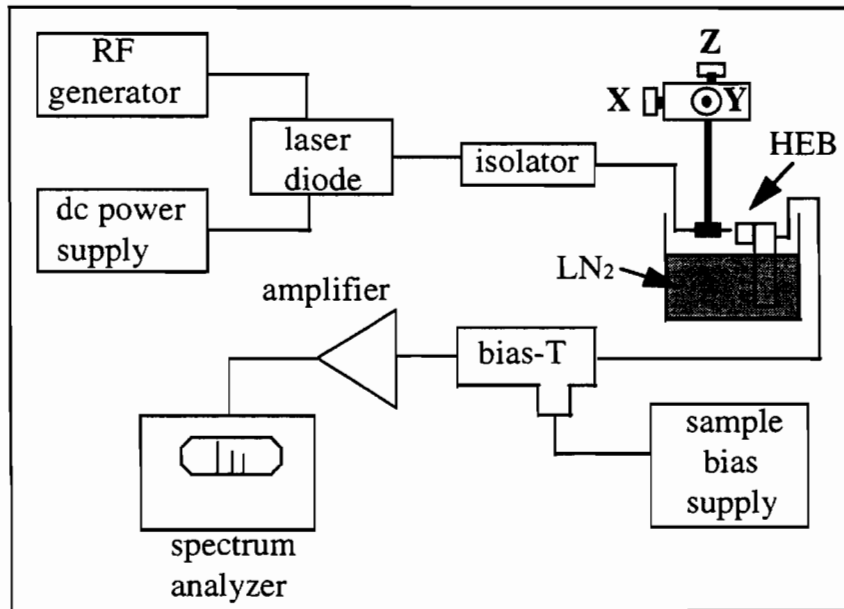 RF
generator
laser
diode
dc power
supply
isolator
Z
X
Y
HEB
LN₂
amplifier
bias-T
sample
bias
supply
spectrum
analyzer